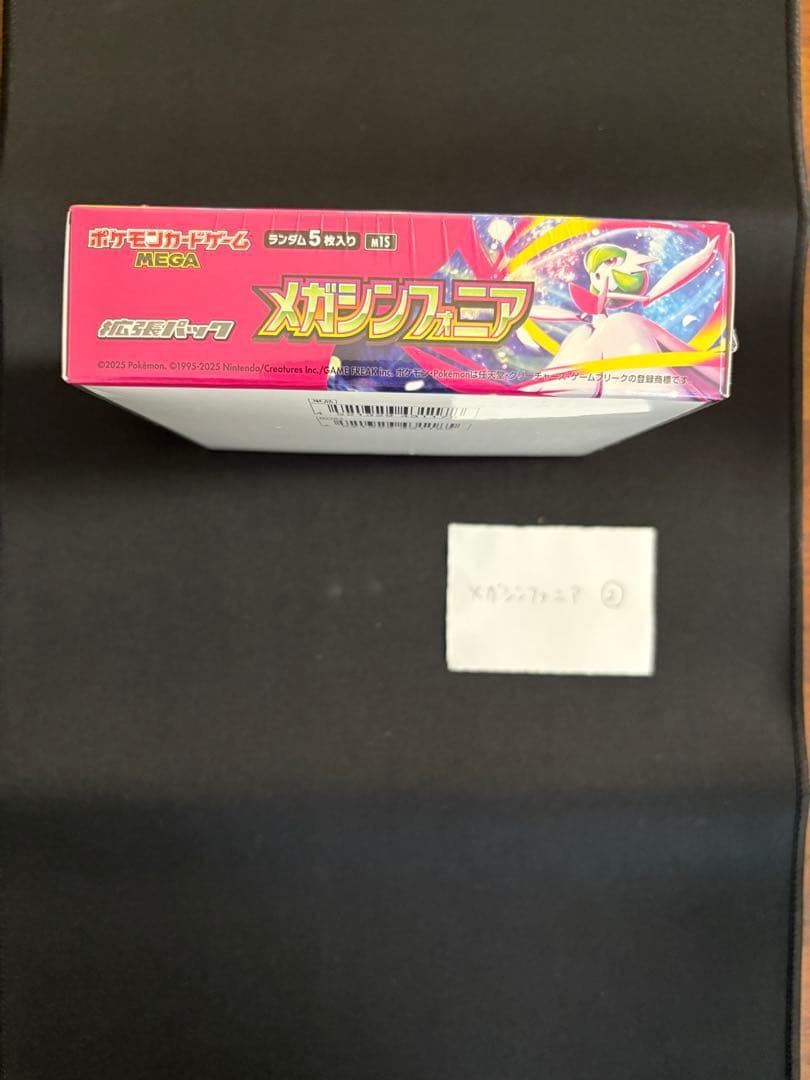 ポケモンカードゲーム
MEGA
ランダム5枚入り M1S
拡張パック
メガシンフォニア
©2025 Pokémon. ©1995-2025 Nintendo/Creatures Inc./GAME FREAK inc. ポケモン・Pokémonは任天堂・クリーチャーズ・ゲームフリークの登録商標です
メガシンフォニア ②